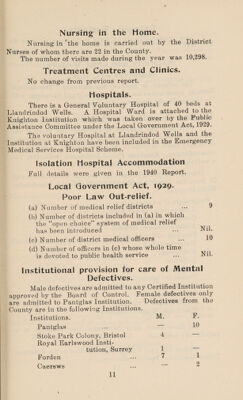 Nursing in the Home.
Nursing in the home is carried out by the District
Nurses of whom there are 22 in the County.
The number of visits made during the year was 10,298.
Treatment Centres and Clinics.
No change from previous report.
Hospitals.
There is a General Voluntary Hospital of 40 beds at
Llandrindod Wells. A Hospital Ward is attached to the
Knighton Institution which was taken over by the Public
Assistance Committee under the Local Government Act, 1929.
The voluntary Hospital at Llandrindod Wells and the
Institution at Knighton have been included in the Emergency
Medical Services Hospital Scheme.
Isolation Hospital Accommodation
Full details were given in the 1940 Report.
Local Government Act, 1929.
Poor Law Out-relief.
(a) Number of medical relief districts ... 9
(b) Number of districts included in (a) in which
the "open choice" system of medical relief
has been introduced ... Nil.
(c) Number of district medical officers ... 10
(d) Number of officers in (c) whose whole time
is devoted to public health service ... Nil.
Institutional provision for care of Mental
Defectives.
Male defectives are admitted to any Certified Institution
approved by the Board of Control. Female defectives only
are admitted to Pantglas Institution. Defectives from the
County are in the following Institutions.
Institutions. M. F.
Pantglas ... — 10
Stoke Park Colony, Bristol 4 —
Royal Earlswood Insti-
tution, Surrey 1 —
Forden ... 7 1
Caersws ... — 2
11